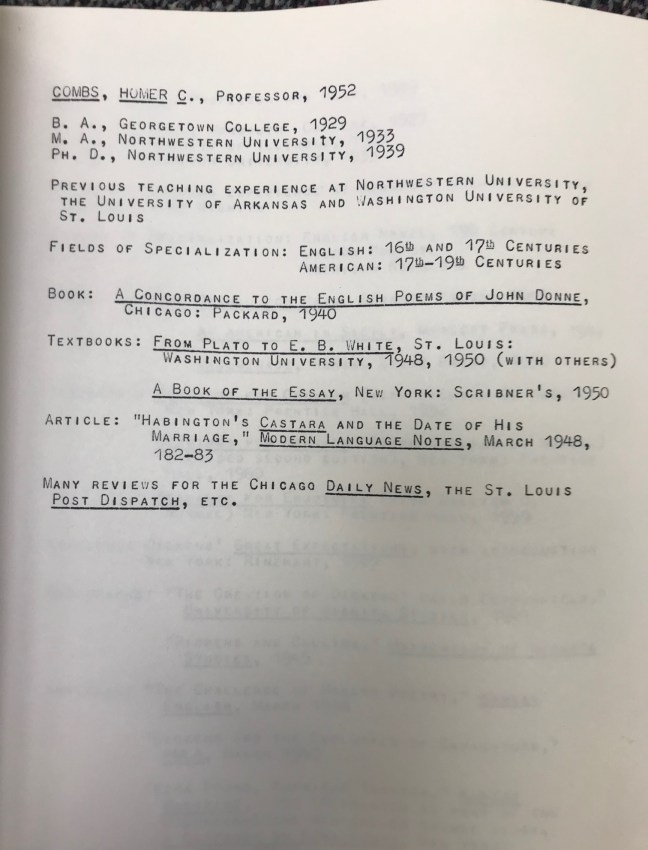 COMBS, HOMER C., PROFESSOR, 1952
B. A., GEORGETOWN COLLEGE, 1929
M. A., NORTHWESTERN UNIVERSITY, 1933
PH. D., NORTHWESTERN UNIVERSITY, 1939
PREVIOUS TEACHING EXPERIENCE AT NORTHWESTERN UNIVERSITY,
THE UNIVERSITY OF ARKANSAS AND WASHINGTON UNIVERSITY OF
ST. LOUIS
FIELDS OF SPECIALIZATION: ENGLISH: 16th AND 17th CENTURIES
AMERICAN: 17th-19th CENTURIES
BOOK: A CONCORDANCE TO THE ENGLISH POEMS OF JOHN DONNE,
CHICAGO: PACKARD, 1940
TEXTBOOKS: FROM PLATO TO E. B. WHITE, ST. LOUIS:
WASHINGTON UNIVERSITY, 1948, 1950 (WITH OTHERS)
A BOOK OF THE ESSAY, NEW YORK: SCRIBNER'S, 1950
ARTICLE: "HABINGTON'S CASTARA AND THE DATE OF HIS
MARRIAGE," MODERN LANGUAGE NOTES, MARCH 1948,
182-83
MANY REVIEWS FOR THE CHICAGO DAILY NEWS, THE ST. LOUIS
POST DISPATCH, ETC.